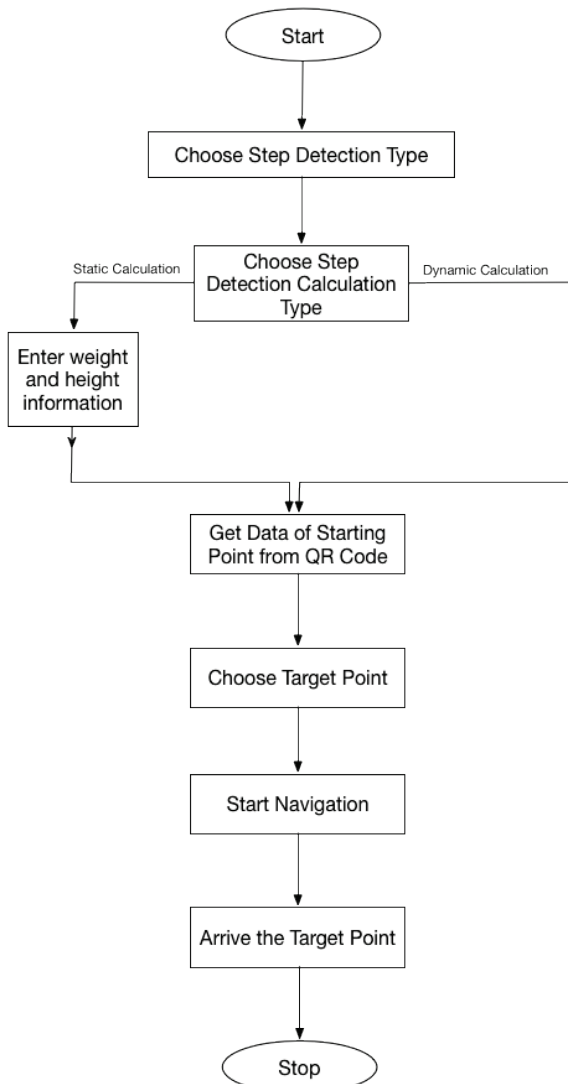 Start
Choose Step Detection Type
Static Calculation
Choose Step
Detection Calculation
Type
Dynamic Calculation
Enter weight
and height
information
Get Data of Starting
Point from QR Code
Choose Target Point
Start Navigation
Arrive the Target Point
Stop